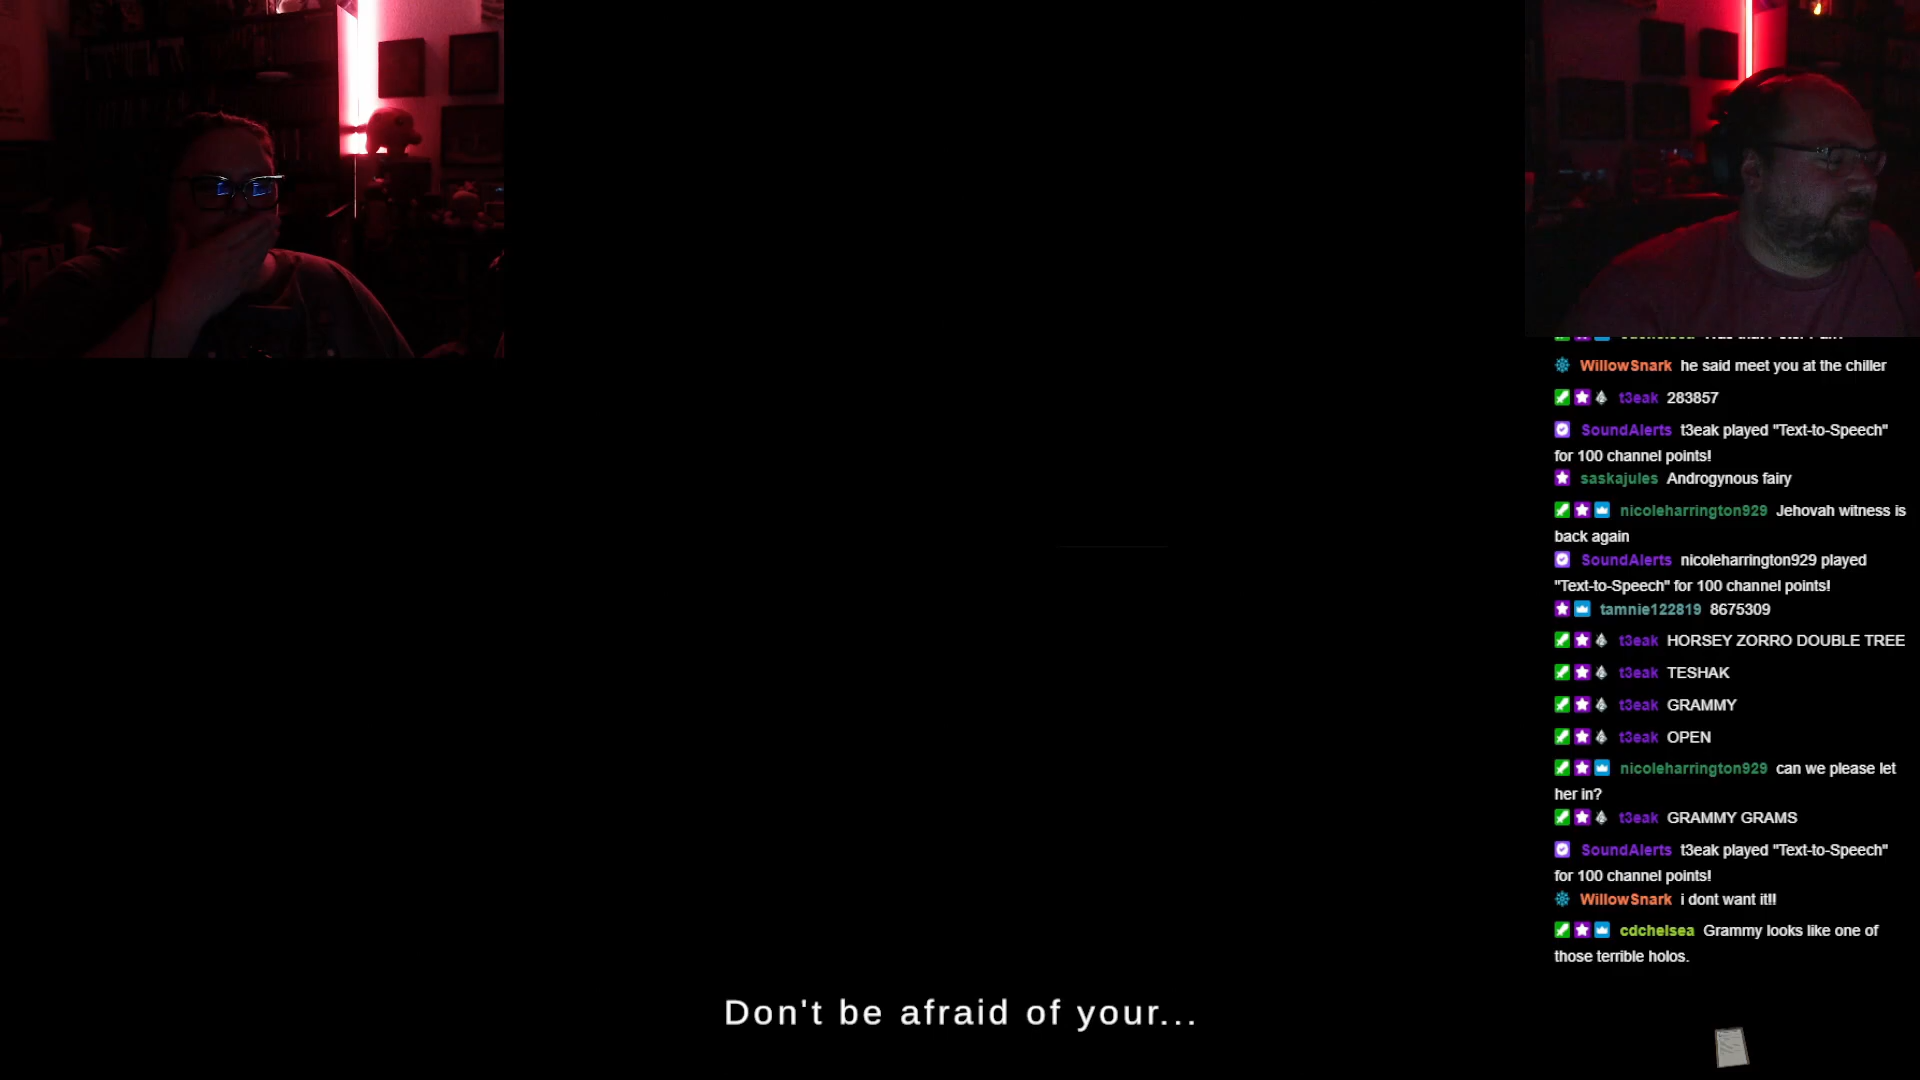 WillowSnark he said meet you at the chiller
t3eak 283857
SoundAlerts t3eak played "Text-to-Speech"
for 100 channel points!
saskajules Androgynous fairy
nicoleharrington929 Jehovah witness is
back again
SoundAlerts nicoleharrington929 played
"Text-to-Speech" for 100 channel points!
tamnie122819 8675309
t3eak HORSEY ZORRO DOUBLE TREE
t3eak TESHAK
t3eak GRAMMY
t3eak OPEN
nicoleharrington929 can we please let
her in?
t3eak GRAMMY GRAMS
SoundAlerts t3eak played "Text-to-Speech"
for 100 channel points!
WillowSnark i dont want it!!
cdchelsea Grammy looks like one of
those terrible holos.
Don't be afraid of your...